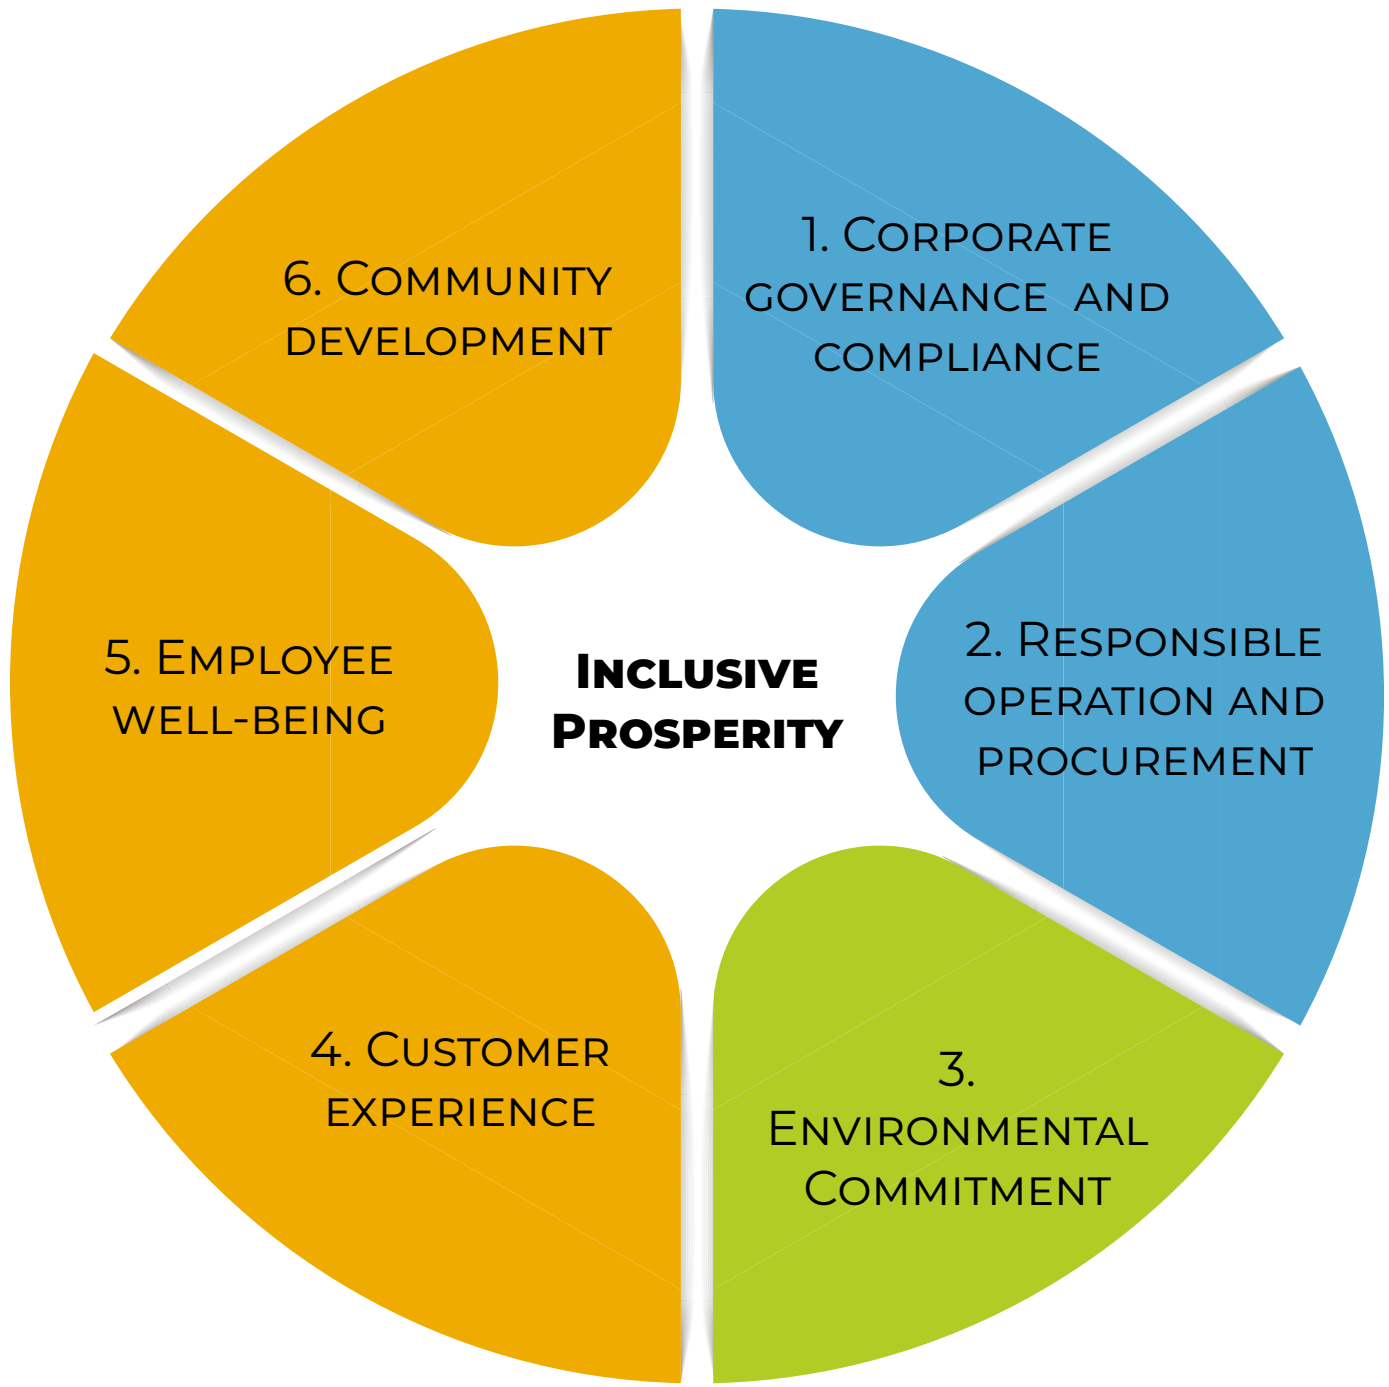 1. Corporate
governance and
compliance
2. Responsible
operation and
procurement
3.
Environmental
Commitment
4. Customer
experience
5. Employee
well-being
6. Community
development
Inclusive
Prosperity